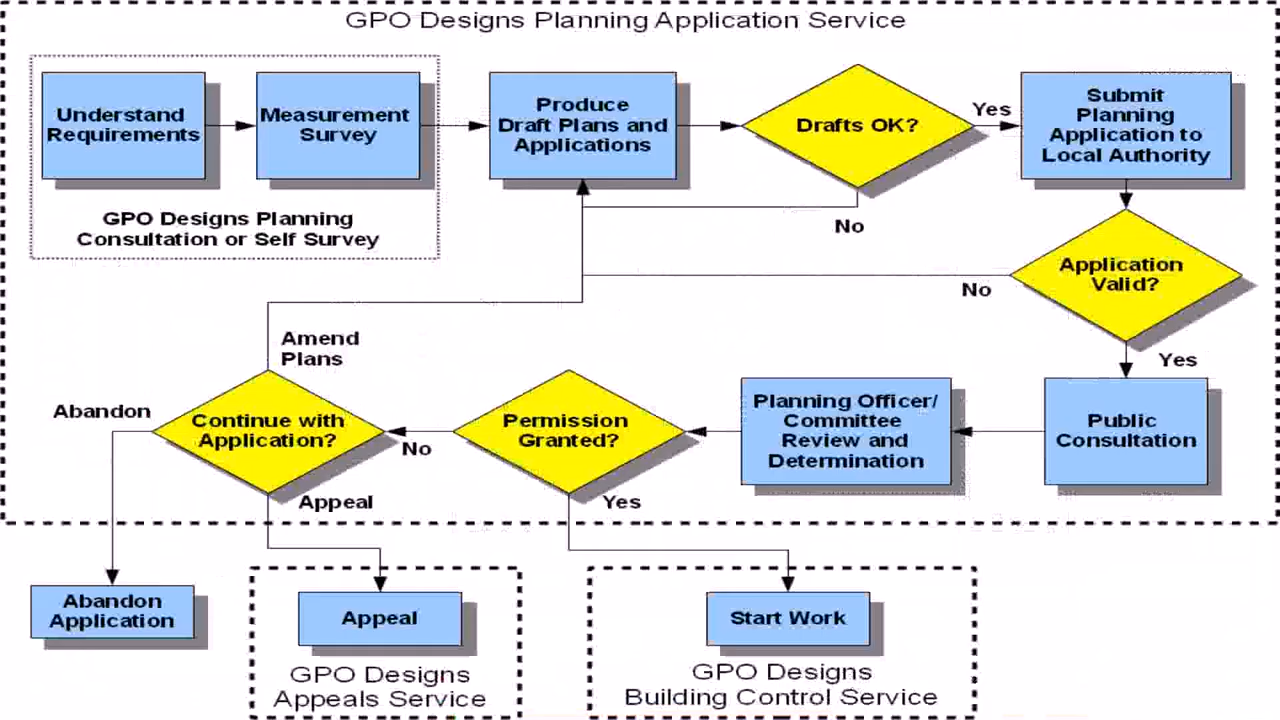 GPO Designs Planning Application Service
Understand
Requirements
Measurement
Survey
GPO Designs Planning
Consultation or Self Survey
Produce
Draft Plans and
Applications
Drafts OK?
Yes
No
Submit
Planning
Application to
Local Authority
Application
Valid?
No
Yes
Public
Consultation
Planning Officer/
Committee
Review and
Determination
Permission
Granted?
No
Yes
Continue with
Application?
Amend
Plans
Abandon
Appeal
Abandon
Application
Appeal
GPO Designs
Appeals Service
Start Work
GPO Designs
Building Control Service